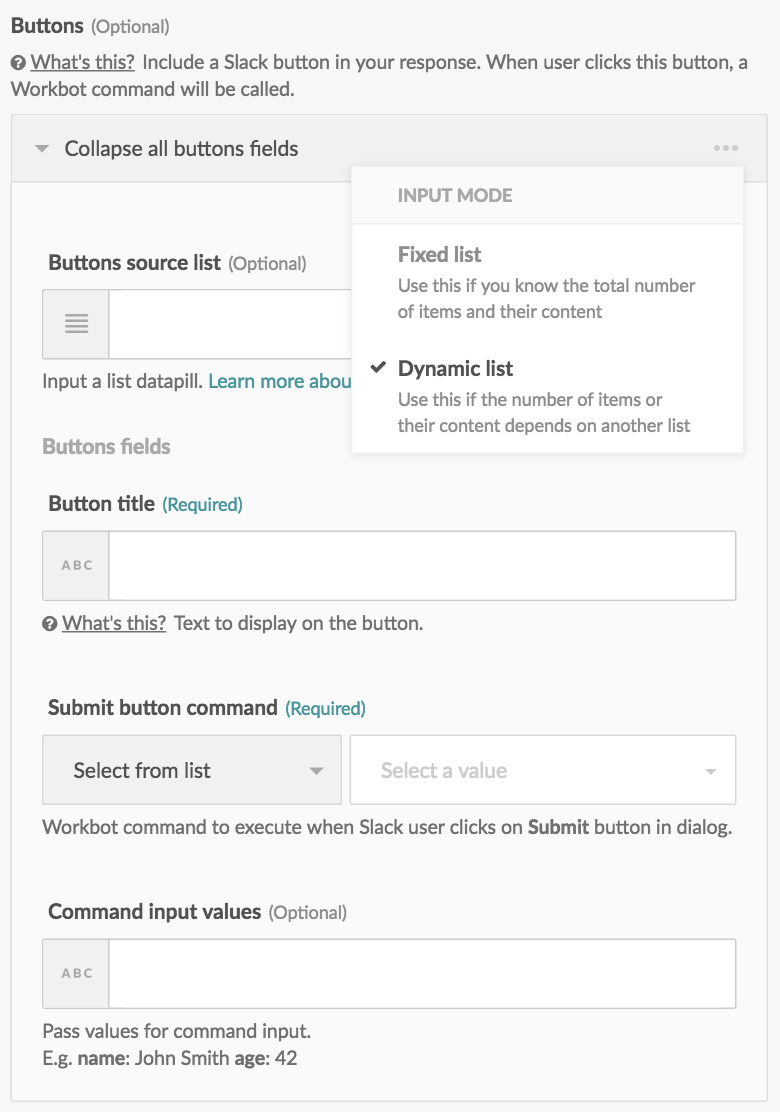 Buttons (Optional)
What's this? Include a Slack button in your response. When user clicks this button, a
Workbot command will be called.
Collapse all buttons fields
INPUT MODE
Fixed list
Use this if you know the total number
of items and their content
Dynamic list
Use this if the number of items or
their content depends on another list
Buttons source list (Optional)
Input a list datapill. Learn more abou
Buttons fields
Button title (Required)
ABC
What's this? Text to display on the button.
Submit button command (Required)
Select from list
Select a value
Workbot command to execute when Slack user clicks on Submit button in dialog.
Command input values (Optional)
ABC
Pass values for command input.
E.g. name: John Smith age: 42